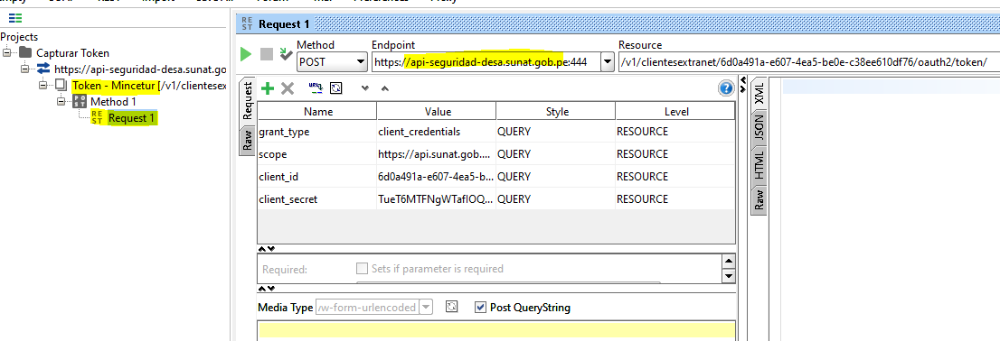 Projects
Capturar Token
https://api-seguridad-desa.sunat.go
Token - Mincetur [/v1/clientesex
Method 1
REST Request 1
REST Request 1
Method
Endpoint
Resource
POST
https://api-seguridad-desa.sunat.gob.pe:444
/v1/clientesextranet/6d0a491a-e607-4ea5-be0e-c38ee610df76/oauth2/token/
Request
Raw
Name Value Style Level
grant_type client_credentials QUERY RESOURCE
scope https://api.sunat.gob.... QUERY RESOURCE
client_id 6d0a491a-e607-4ea5-b... QUERY RESOURCE
client_secret TueT6MTFNgWTafIOQ... QUERY RESOURCE
Required: Sets if parameter is required
Media Type /w-form-urlencoded Post QueryString
XML
JSON
HTML
Raw